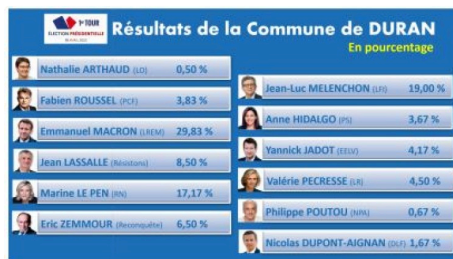 1er TOUR
ÉLECTION PRÉSIDENTIELLE
Résultats de la Commune de DURAN
En pourcentage
Nathalie ARTHAUD (LO) 0,50 %
Fabien ROUSSEL (PCF) 3,83 %
Emmanuel MACRON (LREM) 29,83 %
Jean LASSALLE (Résistons) 8,50 %
Marine LE PEN (RN) 17,17 %
Eric ZEMMOUR (Reconquête) 6,50 %
Jean-Luc MELENCHON (LFI) 19,00 %
Anne HIDALGO (PS) 3,67 %
Yannick JADOT (EELV) 4,17 %
Valérie PECRESSE (LR) 4,50 %
Philippe POUTOU (NPA) 0,67 %
Nicolas DUPONT-AIGNAN (DLF) 1,67 %